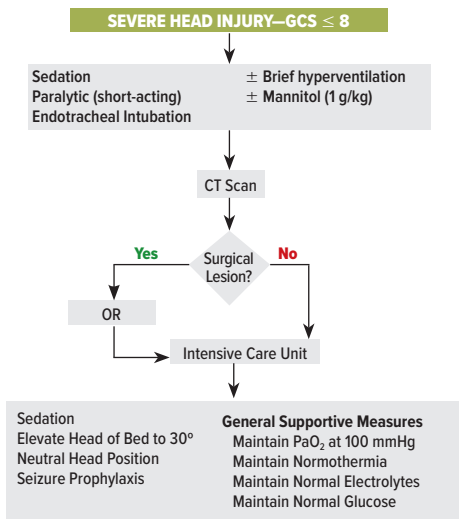 SEVERE HEAD INJURY—GCS ≤ 8
Sedation
Paralytic (short-acting)
Endotracheal Intubation
± Brief hyperventilation
± Mannitol (1 g/kg)
CT Scan
Surgical
Lesion?
Yes
No
OR
Intensive Care Unit
Sedation
Elevate Head of Bed to 30º
Neutral Head Position
Seizure Prophylaxis
General Supportive Measures
Maintain PaO₂ at 100 mmHg
Maintain Normothermia
Maintain Normal Electrolytes
Maintain Normal Glucose